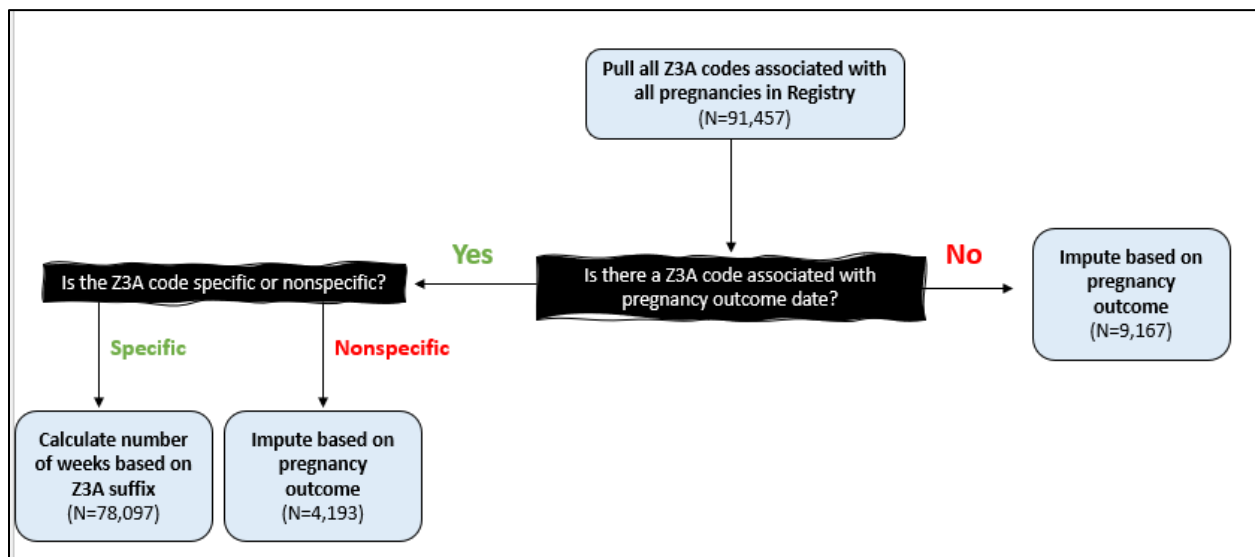 Pull all Z3A codes associated with
all pregnancies in Registry
(N=91,457)
Yes
No
Is the Z3A code specific or nonspecific?
Is there a Z3A code associated with
pregnancy outcome date?
Impute based on
pregnancy
outcome
(N=9,167)
Specific
Nonspecific
Calculate number
of weeks based on
Z3A suffix
(N=78,097)
Impute based on
pregnancy
outcome
(N=4,193)